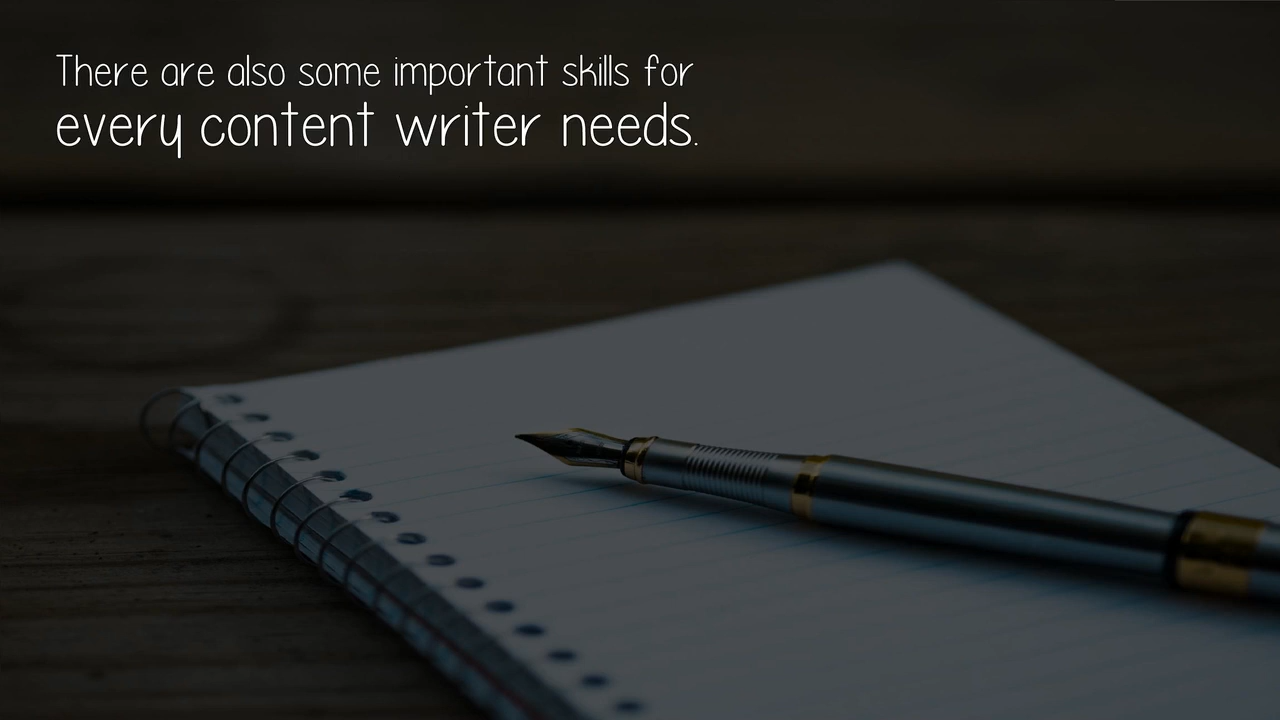 There are also some important skills for
every content writer needs.